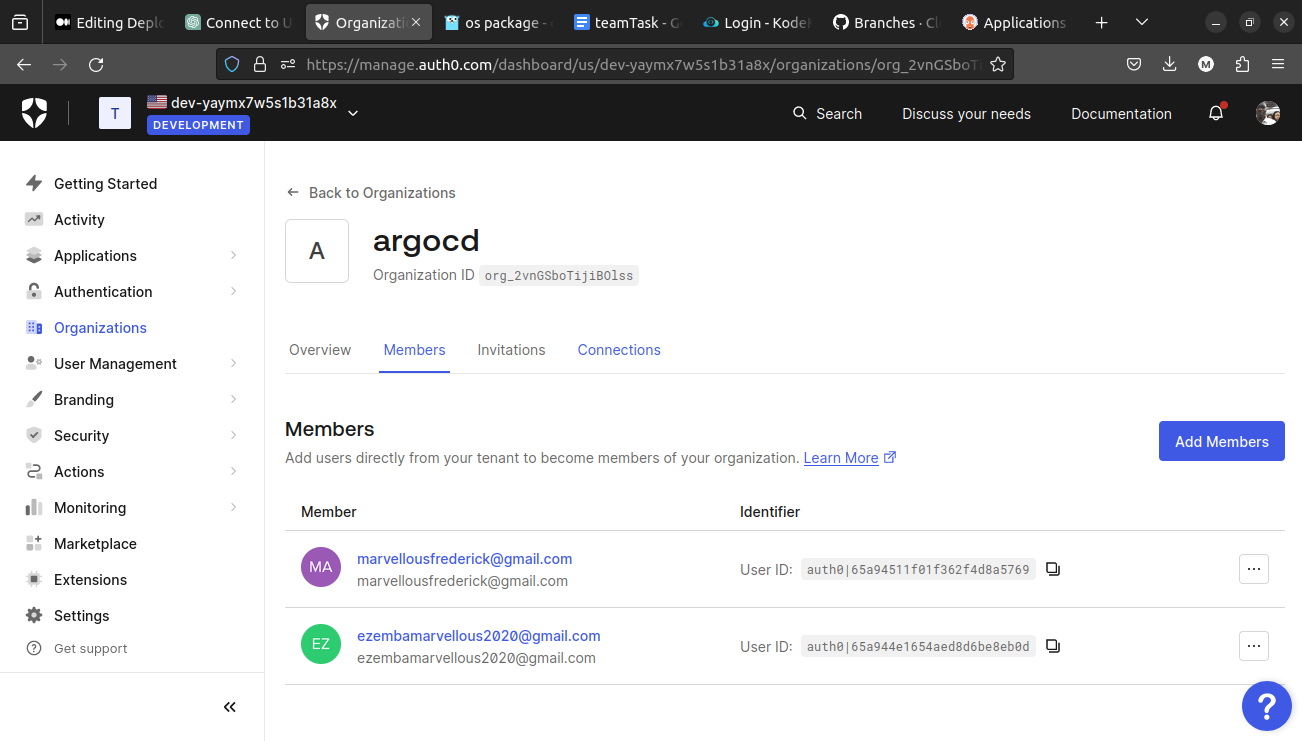 Editing Deplo
Connect to U
Organizatio
os package -
teamTask - G
Login - Kodek
Branches · Cl
Applications
https://manage.auth0.com/dashboard/us/dev-yaymx7w5s1b31a8x/organizations/org_2vnGSboTi
M
T
dev-yaymx7w5s1b31a8x
DEVELOPMENT
Search
Discuss your needs
Documentation
Getting Started
Activity
Applications
Authentication
Organizations
User Management
Branding
Security
Actions
Monitoring
Marketplace
Extensions
Settings
Get support
Back to Organizations
A
argocd
Organization ID org_2vnGSboTijiBOlss
Overview Members Invitations Connections
Members
Add users directly from your tenant to become members of your organization. Learn More
Add Members
Member Identifier
MA
marvellousfrederick@gmail.com
marvellousfrederick@gmail.com
User ID: auth0|65a94511f01f362f4d8a5769
EZ
ezembamarvellous2020@gmail.com
ezembamarvellous2020@gmail.com
User ID: auth0|65a944e1654aed8d6be8eb0d
?